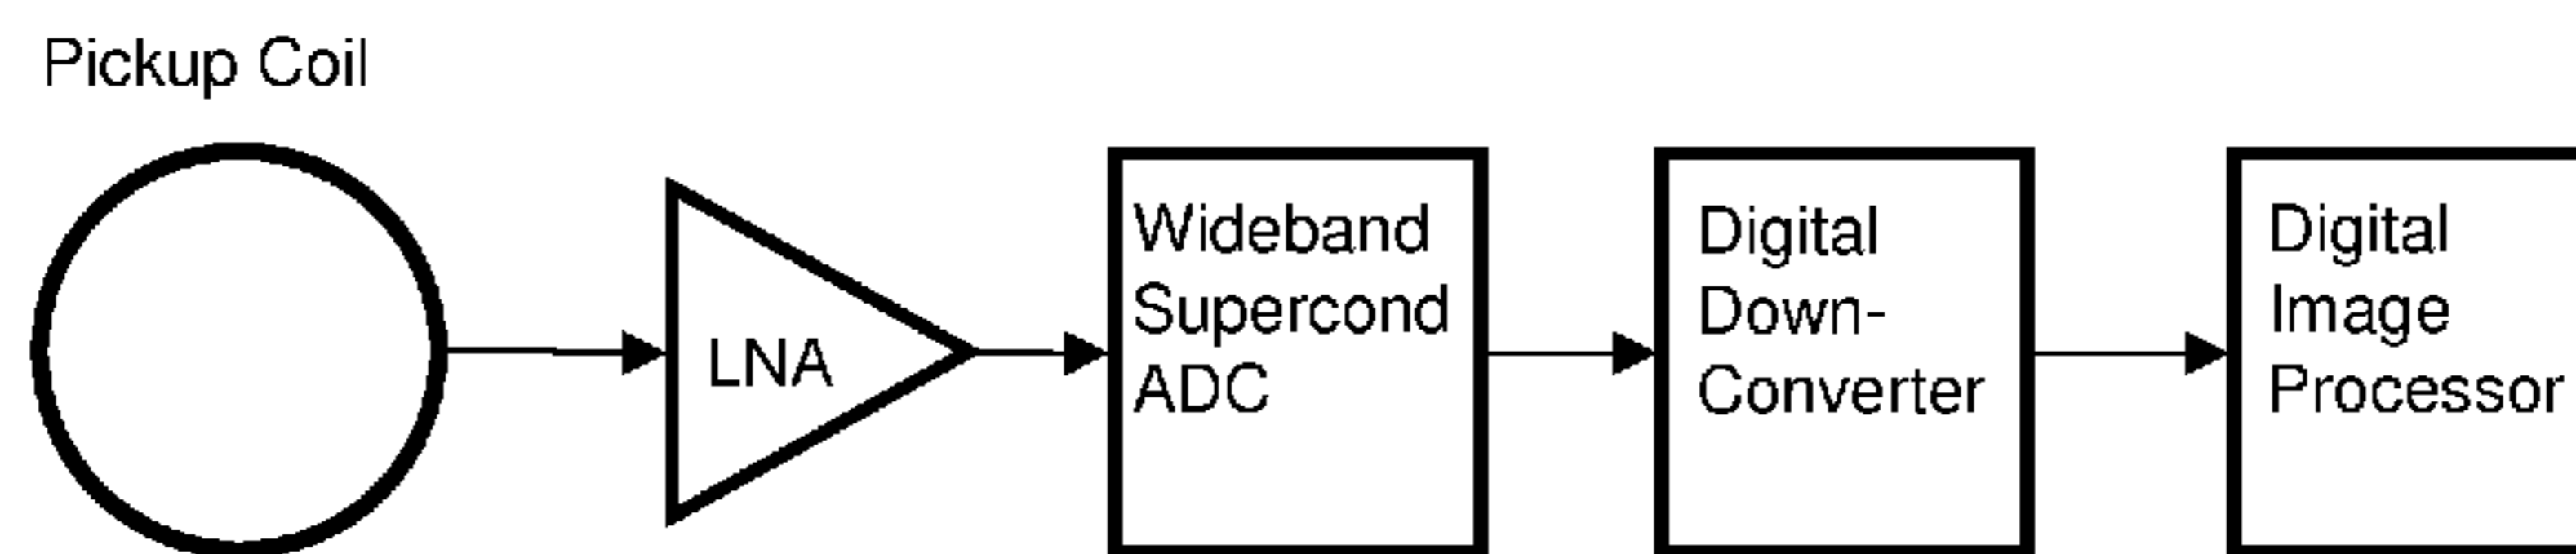 Pickup Coil
LNA
Wideband
Supercond
ADC
Digital
Down-
Converter
Digital
Image
Processor